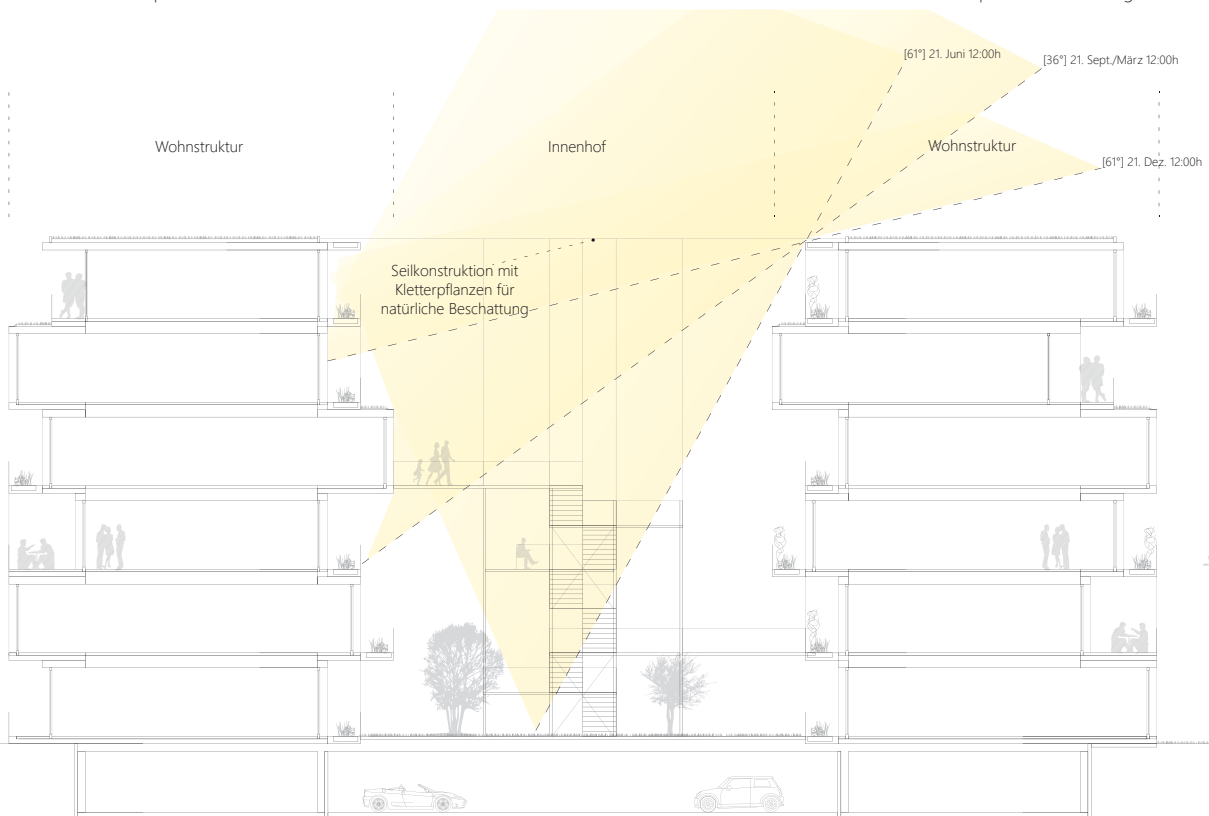 [61°] 21. Juni 12:00h
[36°] 21. Sept./März 12:00h
Wohnstruktur
Innenhof
Wohnstruktur
[61°] 21. Dez. 12:00h
Seilkonstruktion mit
Kletterpflanzen für
natürliche Beschattung